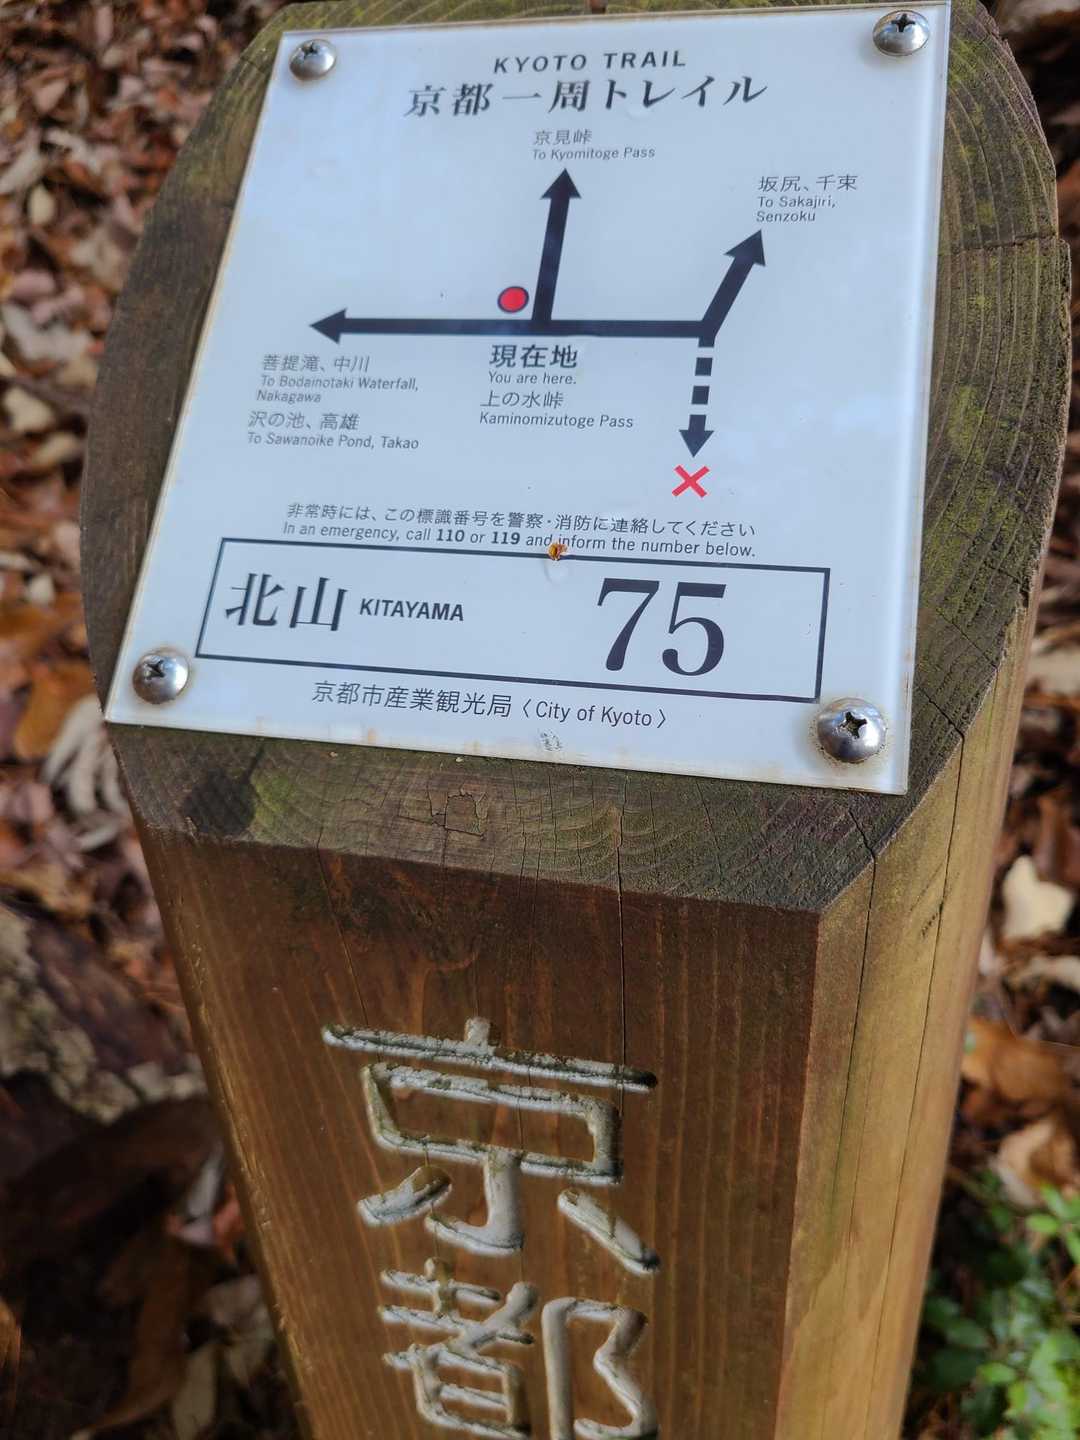 KYOTO TRAIL
京都一周トレイル
京見峠
To Kyomitoge Pass
坂尻、千束
To Sakajiri,
Senzoku
菩提滝、中川
To Bodainotaki Waterfall,
Nakagawa
沢の池、高雄
To Sawanoike Pond, Takao
現在地
You are here.
上の水峠
Kaminomizutoge Pass
非常時には、この標識番号を警察・消防に連絡してください
In an emergency, call 110 or 119 and inform the number below.
北山 KITAYAMA 75
京都市産業観光局〈City of Kyoto〉
京都